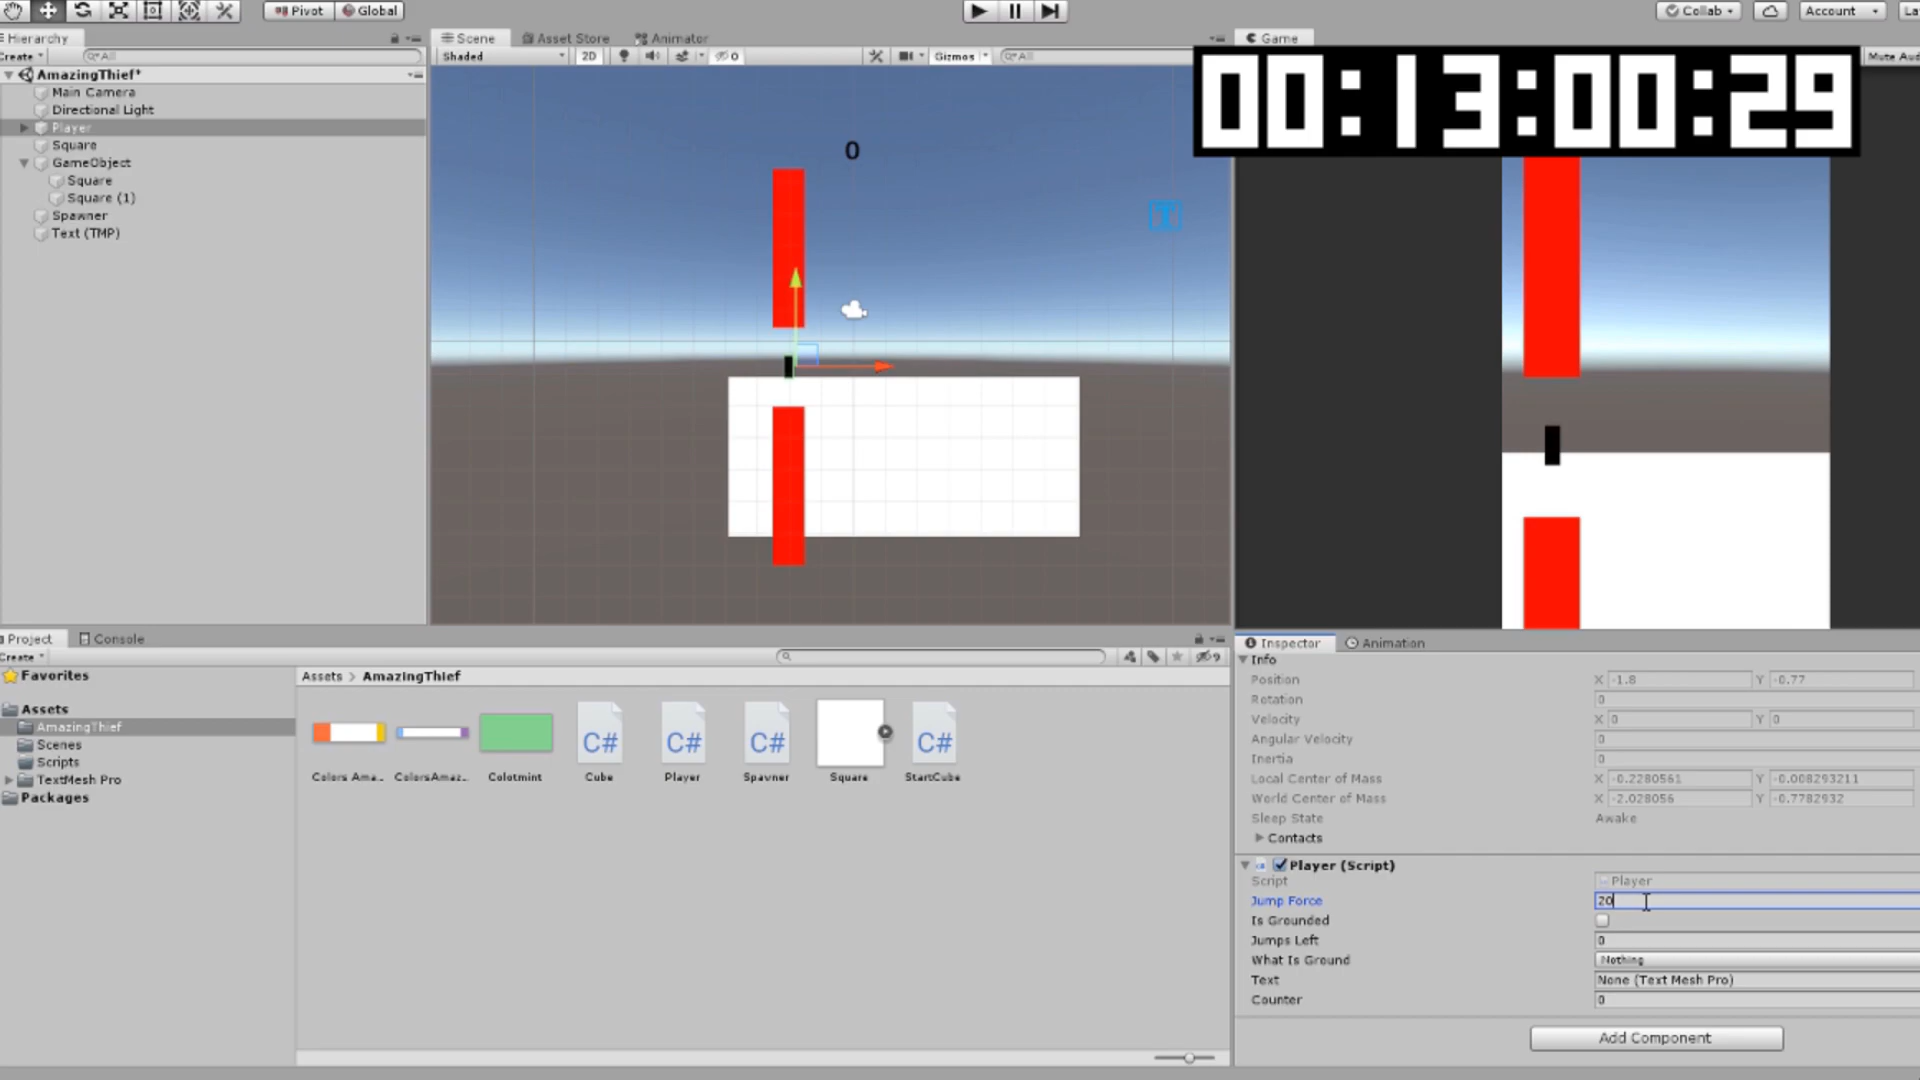 Pivot Global
Collab Account
Hierarchy
Create All
AmazingThief*
Main Camera
Directional Light
Player
Square
GameObject
Square
Square (1)
Spawner
Text (TMP)
Scene Asset Store Animator
Shaded 2D 0 Gizmos All
0
Game
Mute Aud
00:13:00:29
Project Console
Create
9
Favorites
Assets
AmazingThief
Scenes
Scripts
TextMesh Pro
Packages
Assets > AmazingThief
C# C# C# C#
Colors Ama... ColorsAmaz... Colotmint Cube Player Spawner Square StartCube
Inspector Animation
Info
Position X -1.8 Y -0.77
Rotation 0
Velocity X 0 Y 0
Angular Velocity 0
Inertia 0
Local Center of Mass X -0.2280561 Y -0.008293211
World Center of Mass X -2.028056 Y -0.7782932
Sleep State Awake
Contacts
Player (Script)
Script Player
Jump Force 20
Is Grounded
Jumps Left 0
What Is Ground Nothing
Text None (Text Mesh Pro)
Counter 0
Add Component